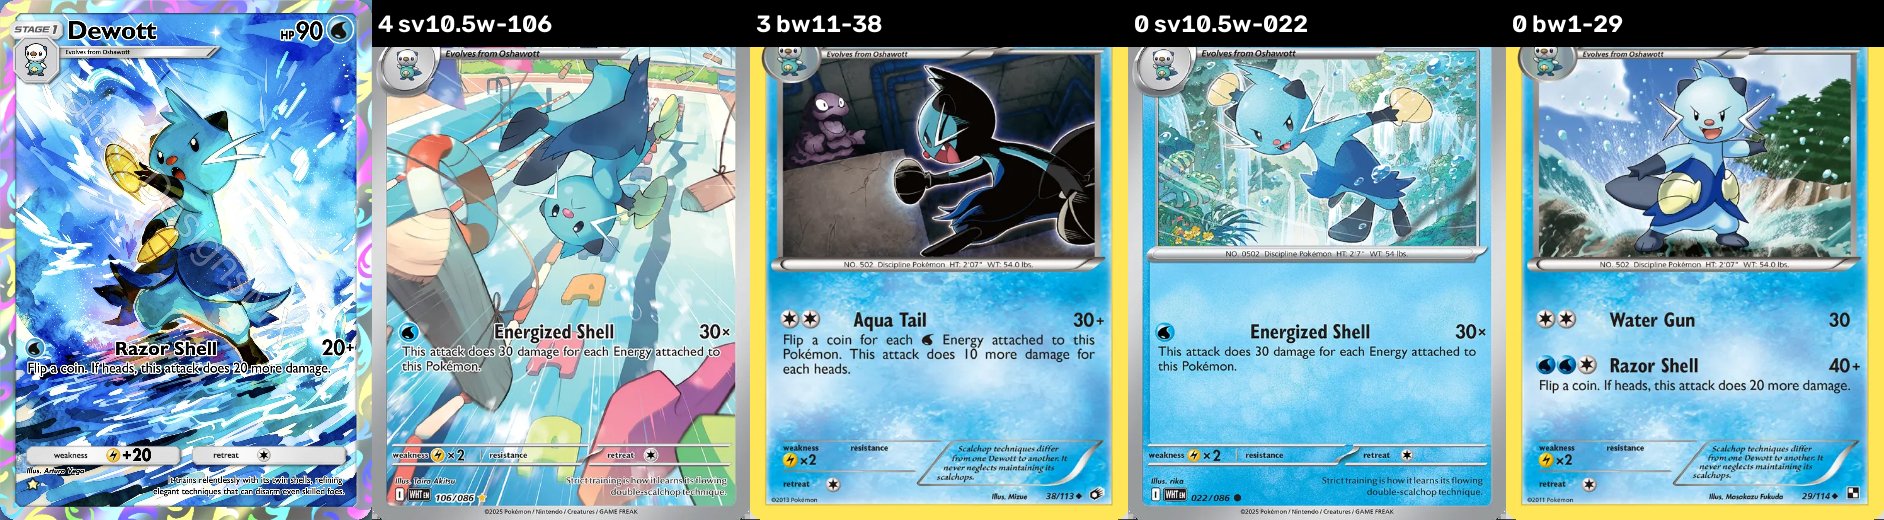 STAGE 1 Dewott HP 90
Evolves from Oshawott
Razor Shell 20+
Flip a coin. If heads, this attack does 20 more damage.
weakness +20 retreat
Illus. Arturo Vega
It trains relentlessly with its twin shells, refining
elegant techniques that can disarm even skilled foes.
4 sv10.5w-106
Evolves from Oshawott
Energized Shell 30×
This attack does 30 damage for each Energy attached to
this Pokémon.
weakness ×2 resistance retreat
Illus. Taira Akitsu
Strict training is how it learns its flowing
double-scalchop technique.
I WHT EN 106/086
©2025 Pokémon / Nintendo / Creatures / GAME FREAK
3 bw11-38
Evolves from Oshawott
NO. 502 Discipline Pokémon HT: 2'07" WT: 54.0 lbs.
Aqua Tail 30+
Flip a coin for each Energy attached to this
Pokémon. This attack does 10 more damage for
each heads.
weakness resistance
×2
retreat
Scalchop techniques differ
from one Dewott to another. It
never neglects maintaining its
scalchops.
©2013 Pokémon
Illus. Mizue 38/113
0 sv10.5w-022
Evolves from Oshawott
NO. 0502 Discipline Pokémon HT: 2'7" WT: 54 lbs.
Energized Shell 30×
This attack does 30 damage for each Energy attached to
this Pokémon.
weakness ×2 resistance retreat
Illus. rika
Strict training is how it learns its flowing
double-scalchop technique.
I WHT EN 022/086
©2025 Pokémon / Nintendo / Creatures / GAME FREAK
0 bw1-29
Evolves from Oshawott
NO. 502 Discipline Pokémon HT: 2'07" WT: 54.0 lbs.
Water Gun 30
Razor Shell 40+
Flip a coin. If heads, this attack does 20 more damage.
weakness resistance
×2
retreat
Scalchop techniques differ
from one Dewott to another. It
never neglects maintaining its
scalchops.
©2011 Pokémon
Illus. Masakazu Fukuda 29/114